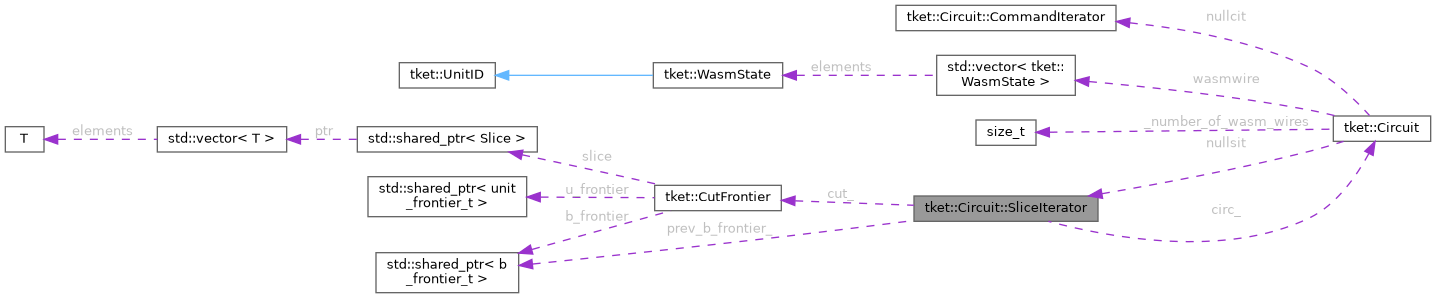 tket::Circuit::CommandIterator
nullcit
tket::UnitID
tket::WasmState
elements
std::vector< tket::
WasmState >
wasmwire
T
elements
std::vector< T >
ptr
std::shared_ptr< Slice >
size_t
_number_of_wasm_wires
tket::Circuit
nullsit
slice
std::shared_ptr< unit
_frontier_t >
u_frontier
tket::CutFrontier
cut_
tket::Circuit::SliceIterator
circ_
b_frontier
prev_b_frontier_
std::shared_ptr< b
_frontier_t >